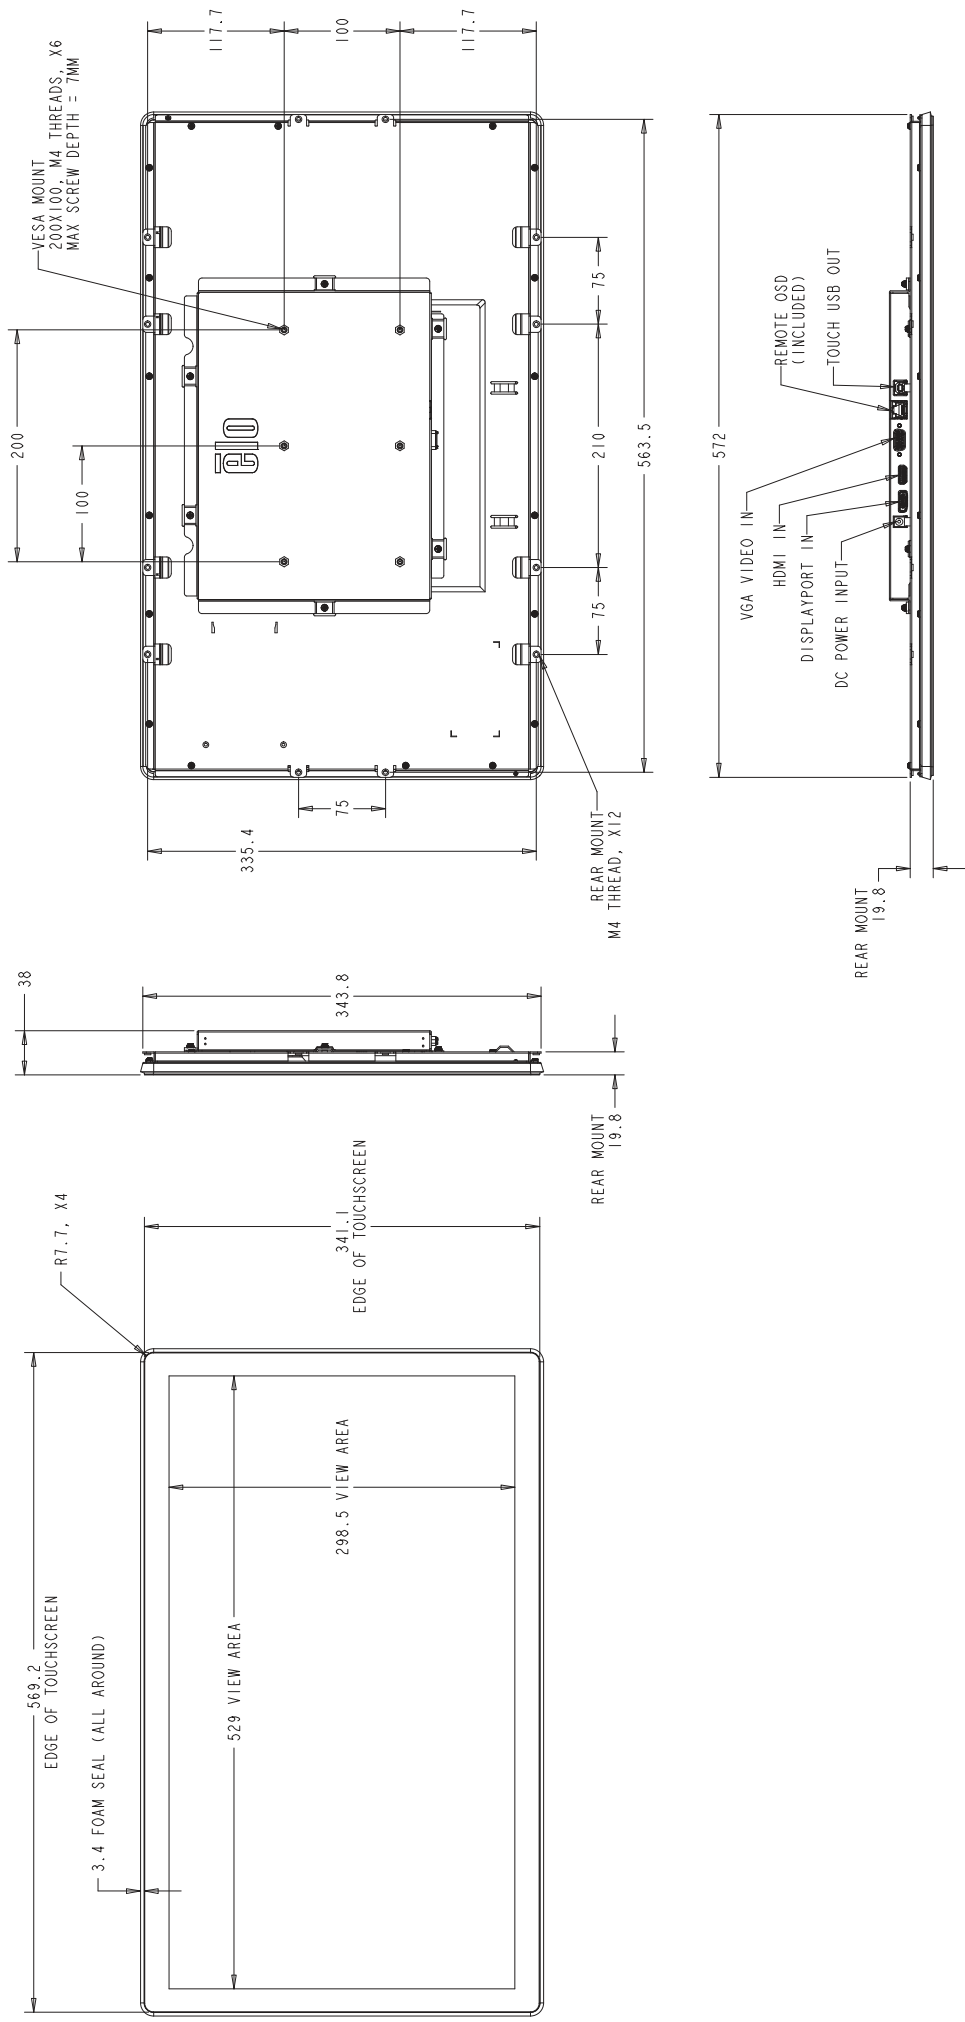 569.2
EDGE OF TOUCHSCREEN
3.4 FOAM SEAL (ALL AROUND)
529 VIEW AREA
298.5 VIEW AREA
R7.7, X4
341.1
EDGE OF TOUCHSCREEN
38
343.8
REAR MOUNT
19.8
VESA MOUNT
200X100, M4 THREADS, X6
MAX SCREW DEPTH = 7MM
200
100
117.7
100
117.7
elo
335.4
75
75
210
75
563.5
REAR MOUNT
M4 THREAD, X12
572
VGA VIDEO IN
HDMI IN
DISPLAYPORT IN
DC POWER INPUT
REMOTE OSD
(INCLUDED)
TOUCH USB OUT
REAR MOUNT
19.8